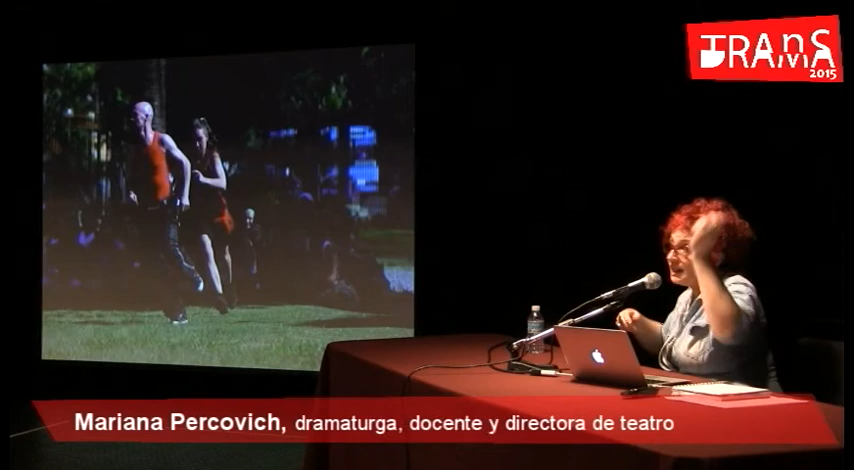 TRANS
DRAMA
2015
Mariana Percovich, dramaturga, docente y directora de teatro